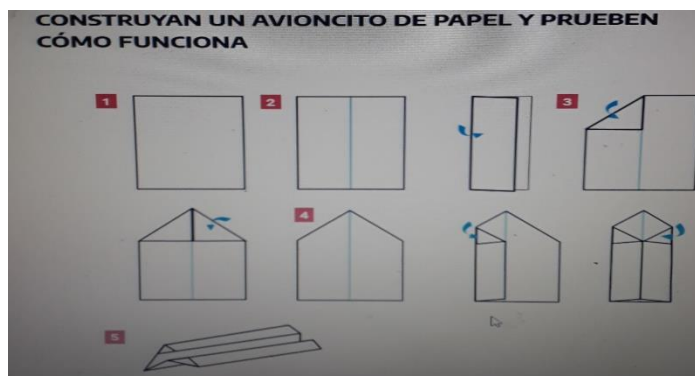 CONSTRUYAN UN AVIONCITO DE PAPEL Y PRUEBEN
CÓMO FUNCIONA
1
2
3
4
5